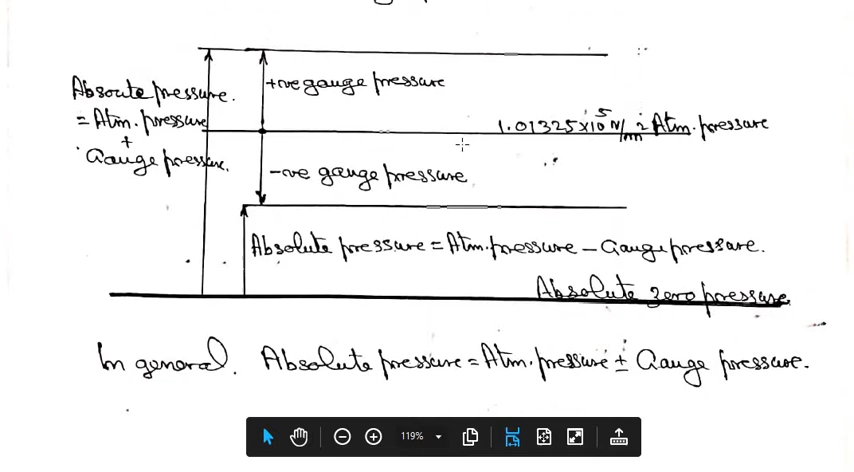 +ve gauge pressure
Absoute pressure.
= Atm. pressure
+
Gauge pressure.
1.01325x10^5 N/m^2 Atm. pressure
-ve gauge pressure
Absolute pressure = Atm. pressure - Gauge pressure.
Absolute zero pressure
In general. Absolute pressure = Atm. pressure ± Gauge pressure.
119%